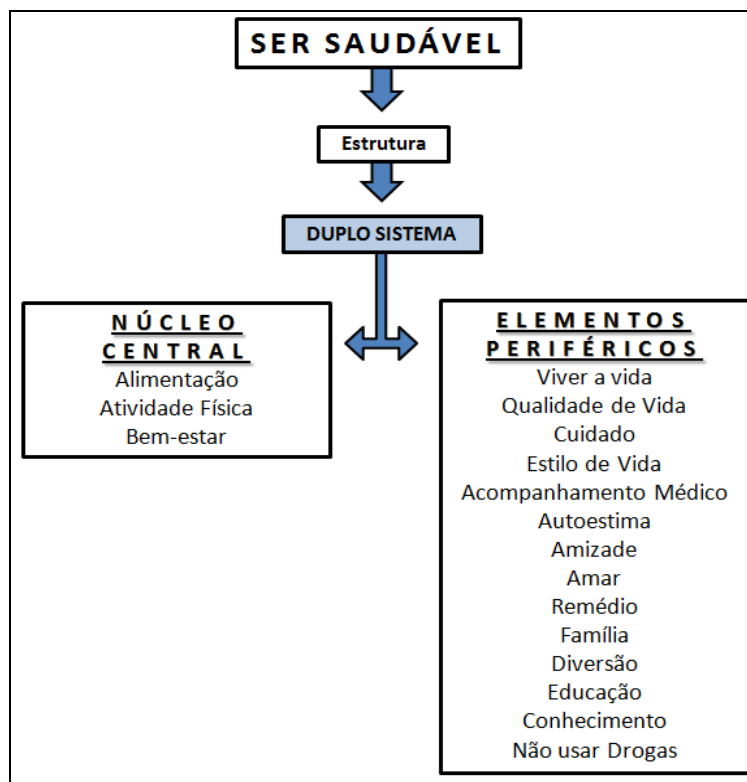 SER SAUDÁVEL
Estrutura
DUPLO SISTEMA
NÚCLEO
CENTRAL
Alimentação
Atividade Física
Bem-estar
ELEMENTOS
PERIFÉRICOS
Viver a vida
Qualidade de Vida
Cuidado
Estilo de Vida
Acompanhamento Médico
Autoestima
Amizade
Amar
Remédio
Família
Diversão
Educação
Conhecimento
Não usar Drogas